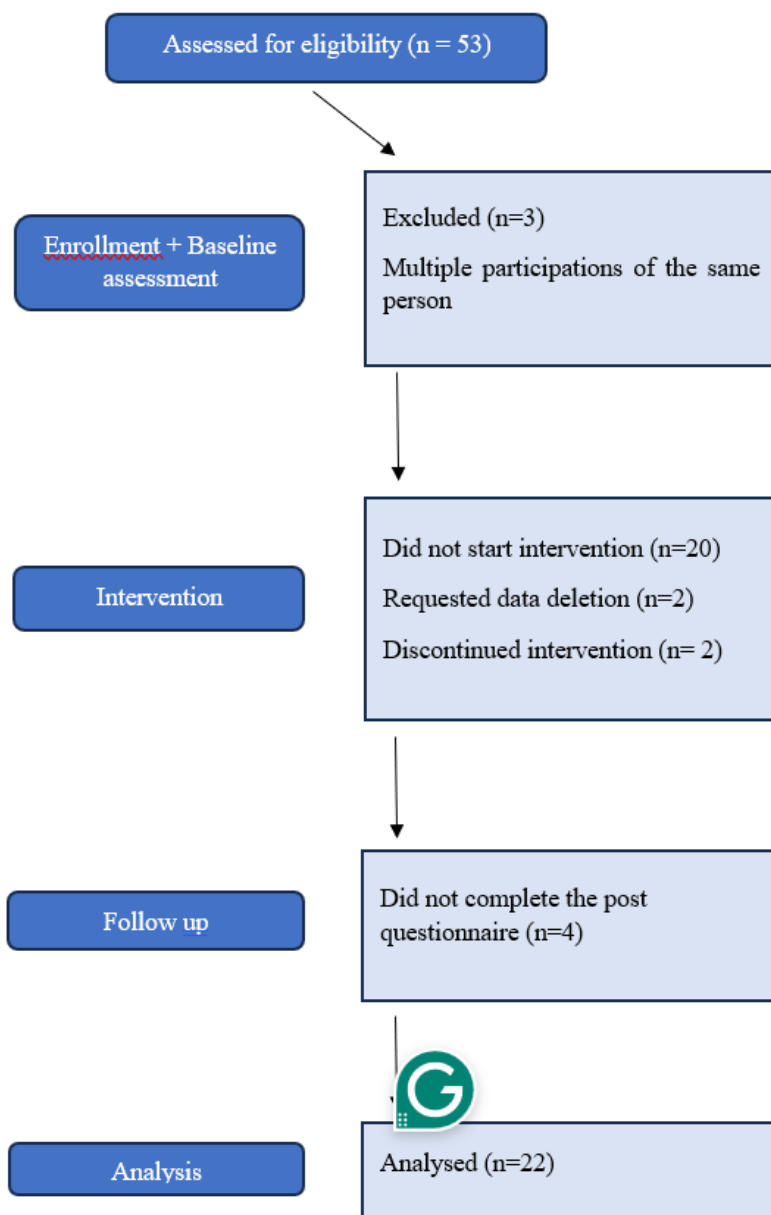 Assessed for eligibility (n = 53)
Excluded (n=3)
Multiple participations of the same
person
Enrollment + Baseline
assessment
Did not start intervention (n=20)
Requested data deletion (n=2)
Discontinued intervention (n= 2)
Intervention
Did not complete the post
questionnaire (n=4)
Follow up
G
Analysed (n=22)
Analysis